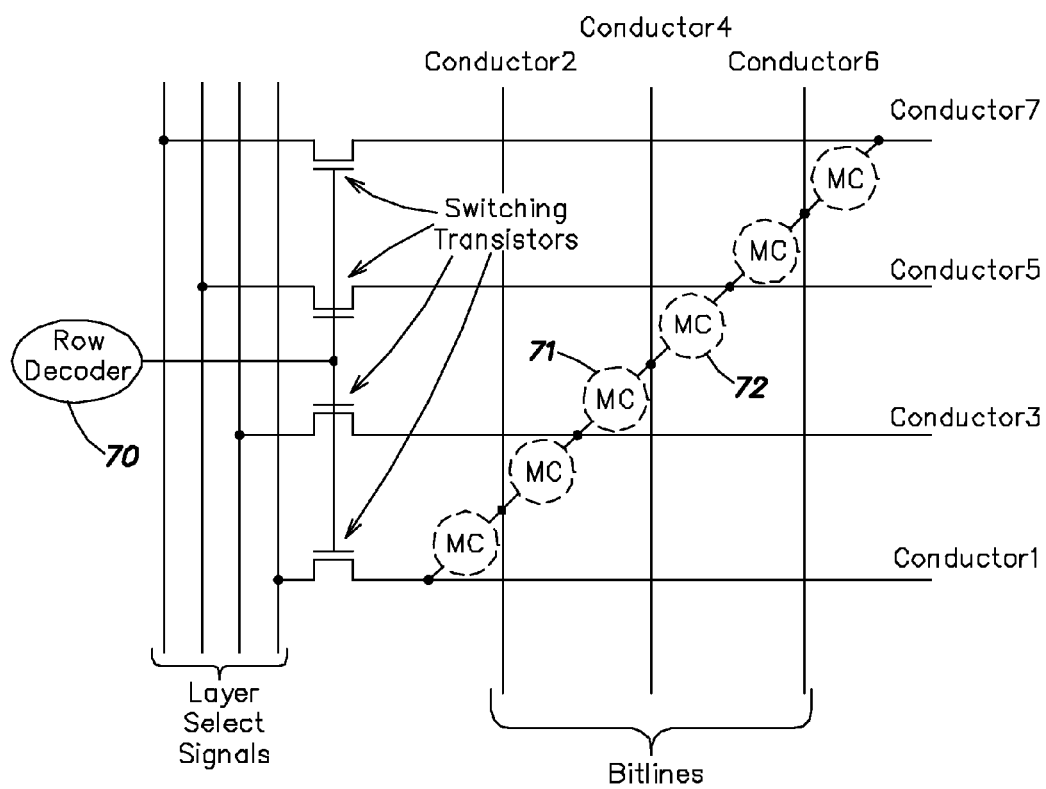 Conductor4
Conductor2
Conductor6
Conductor7
MC
Switching
Transistors
MC
Conductor5
Row
Decoder
MC
71
72
MC
Conductor3
70
MC
MC
Conductor1
Layer
Select
Signals
Bitlines